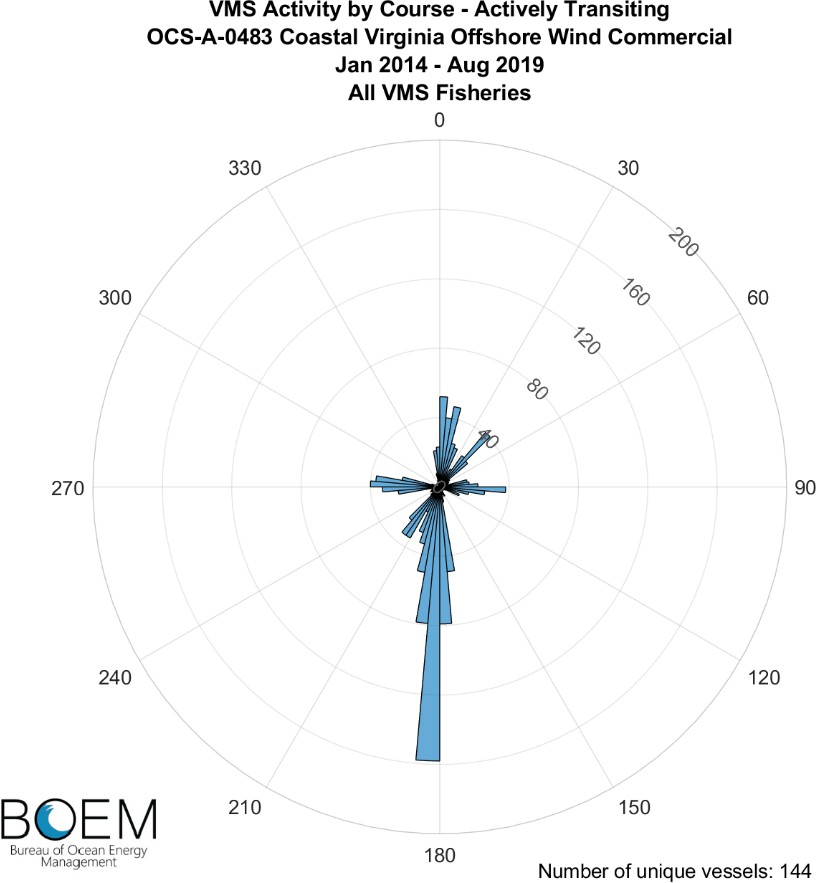 VMS Activity by Course - Actively Transiting
OCS-A-0483 Coastal Virginia Offshore Wind Commercial
Jan 2014 - Aug 2019
All VMS Fisheries
0
330
30
200
300
160
60
120
80
40
270
90
240
120
210
150
180
BOEM
Bureau of Ocean Energy
Management
Number of unique vessels: 144